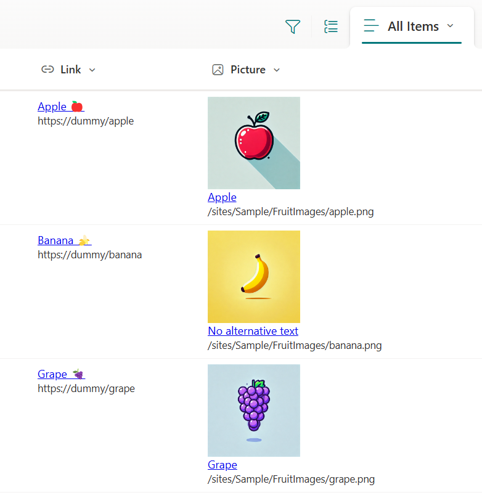 All Items
Link
Picture
Apple 🍎
https://dummy/apple
Apple
/sites/Sample/FruitImages/apple.png
Banana 🍌
https://dummy/banana
No alternative text
/sites/Sample/FruitImages/banana.png
Grape 🍇
https://dummy/grape
Grape
/sites/Sample/FruitImages/grape.png